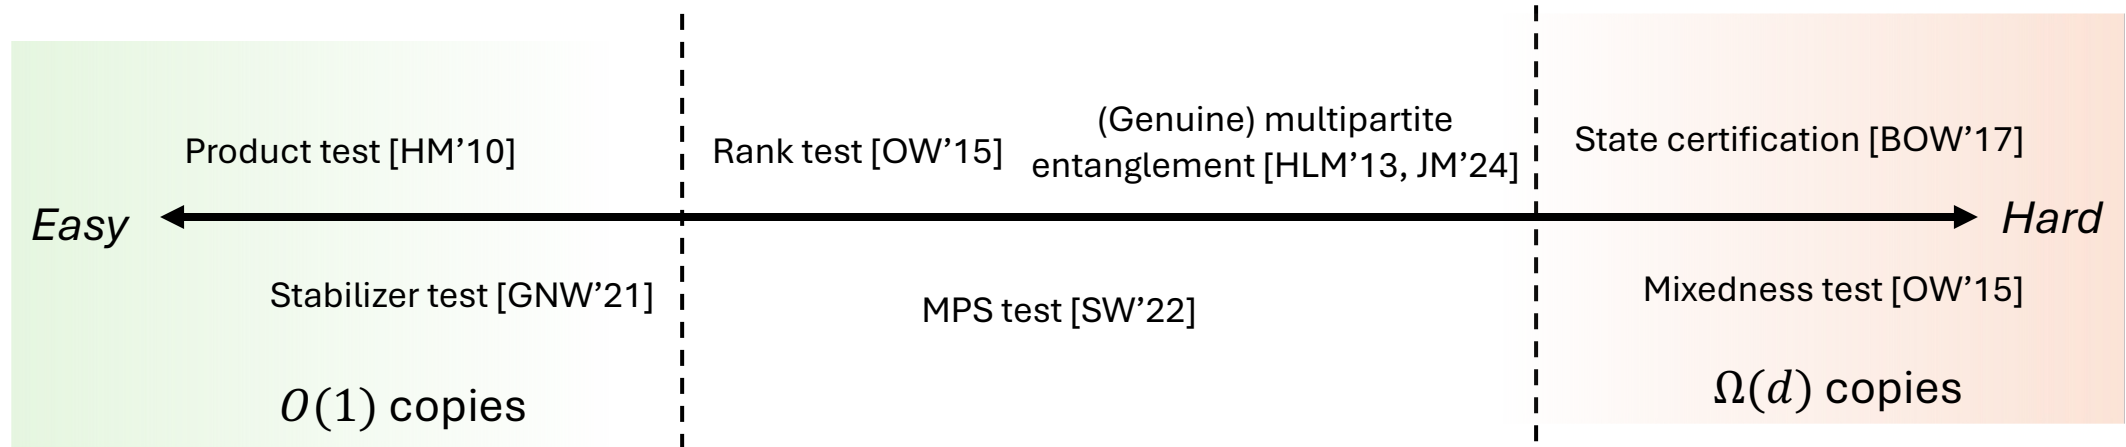 Product test [HM'10]
Rank test [OW'15]
(Genuine) multipartite
entanglement [HLM'13, JM'24]
State certification [BOW'17]
Easy
Hard
Stabilizer test [GNW'21]
MPS test [SW'22]
Mixedness test [OW'15]
O(1) copies
Ω(d) copies